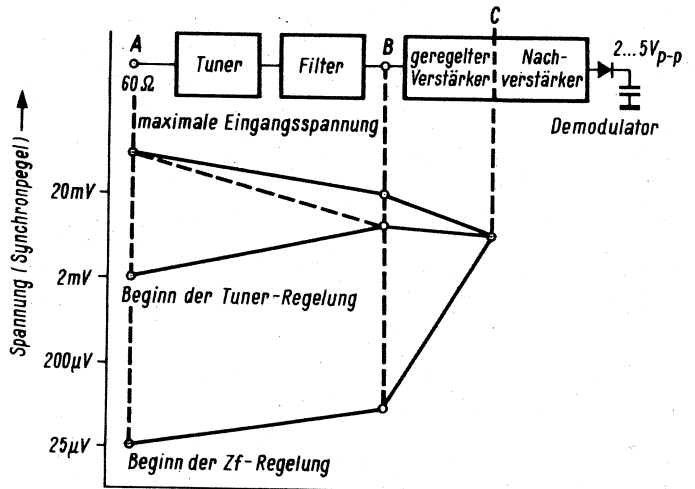 C
A
B
Tuner
Filter
geregelter
Verstärker
Nach-
verstärker
2...5Vp-p
60Ω
maximale Eingangsspannung
Demodulator
Spannung (Synchronpegel)
20mV
2mV
Beginn der Tuner-Regelung
200µV
25µV
Beginn der Zf-Regelung